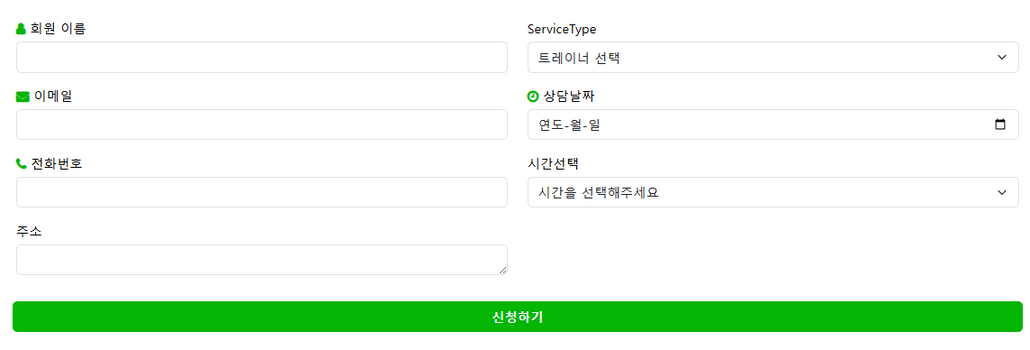 회원 이름
ServiceType
트레이너 선택
이메일
상담날짜
연도-월-일
전화번호
시간선택
시간을 선택해주세요
주소
신청하기